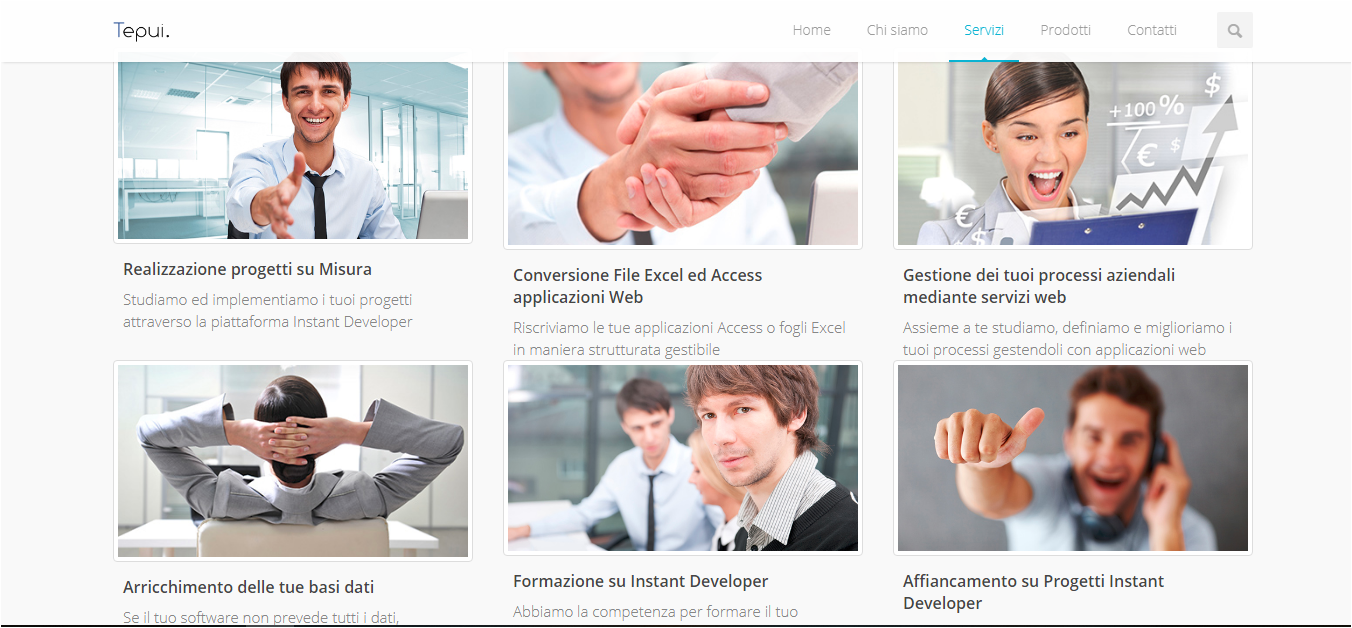 Tepui.
Home
Chi siamo
Servizi
Prodotti
Contatti
+100%
$
€
$
€
$
Realizzazione progetti su Misura
Studiamo ed implementiamo i tuoi progetti
attraverso la piattaforma Instant Developer
Conversione File Excel ed Access
applicazioni Web
Riscriviamo le tue applicazioni Access o fogli Excel
in maniera strutturata gestibile
Gestione dei tuoi processi aziendali
mediante servizi web
Assieme a te studiamo, definiamo e miglioriamo i
tuoi processi gestendoli con applicazioni web
Arricchimento delle tue basi dati
Se il tuo software non prevede tutti i dati,
Formazione su Instant Developer
Abbiamo la competenza per formare il tuo
Affiancamento su Progetti Instant
Developer